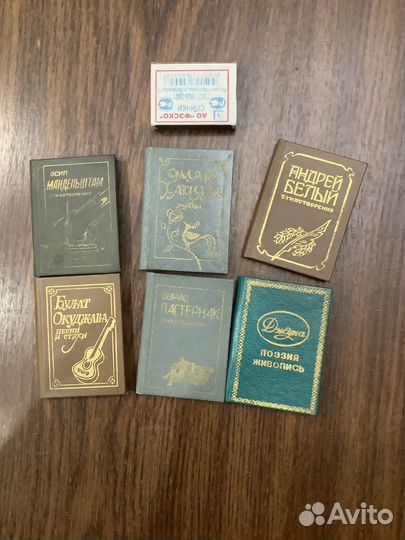 АО "ФЭСКО"
СПИЧКИ
ОСИП
МАНДЕЛЬШТАМ
СТИХОТВОРЕНИЯ
ОМАР
ХАЙЯМ
РУБАИ
АНДРЕЙ
БЕЛЫЙ
СТИХОТВОРЕНИЯ
БУЛАТ
ОКУДЖАВА
ПЕСНИ
И СТИХИ
БОРИС
ПАСТЕРНАК
СТИХОТВОРЕНИЯ
ПОЭЗИЯ
ЖИВОПИСЬ
Avito